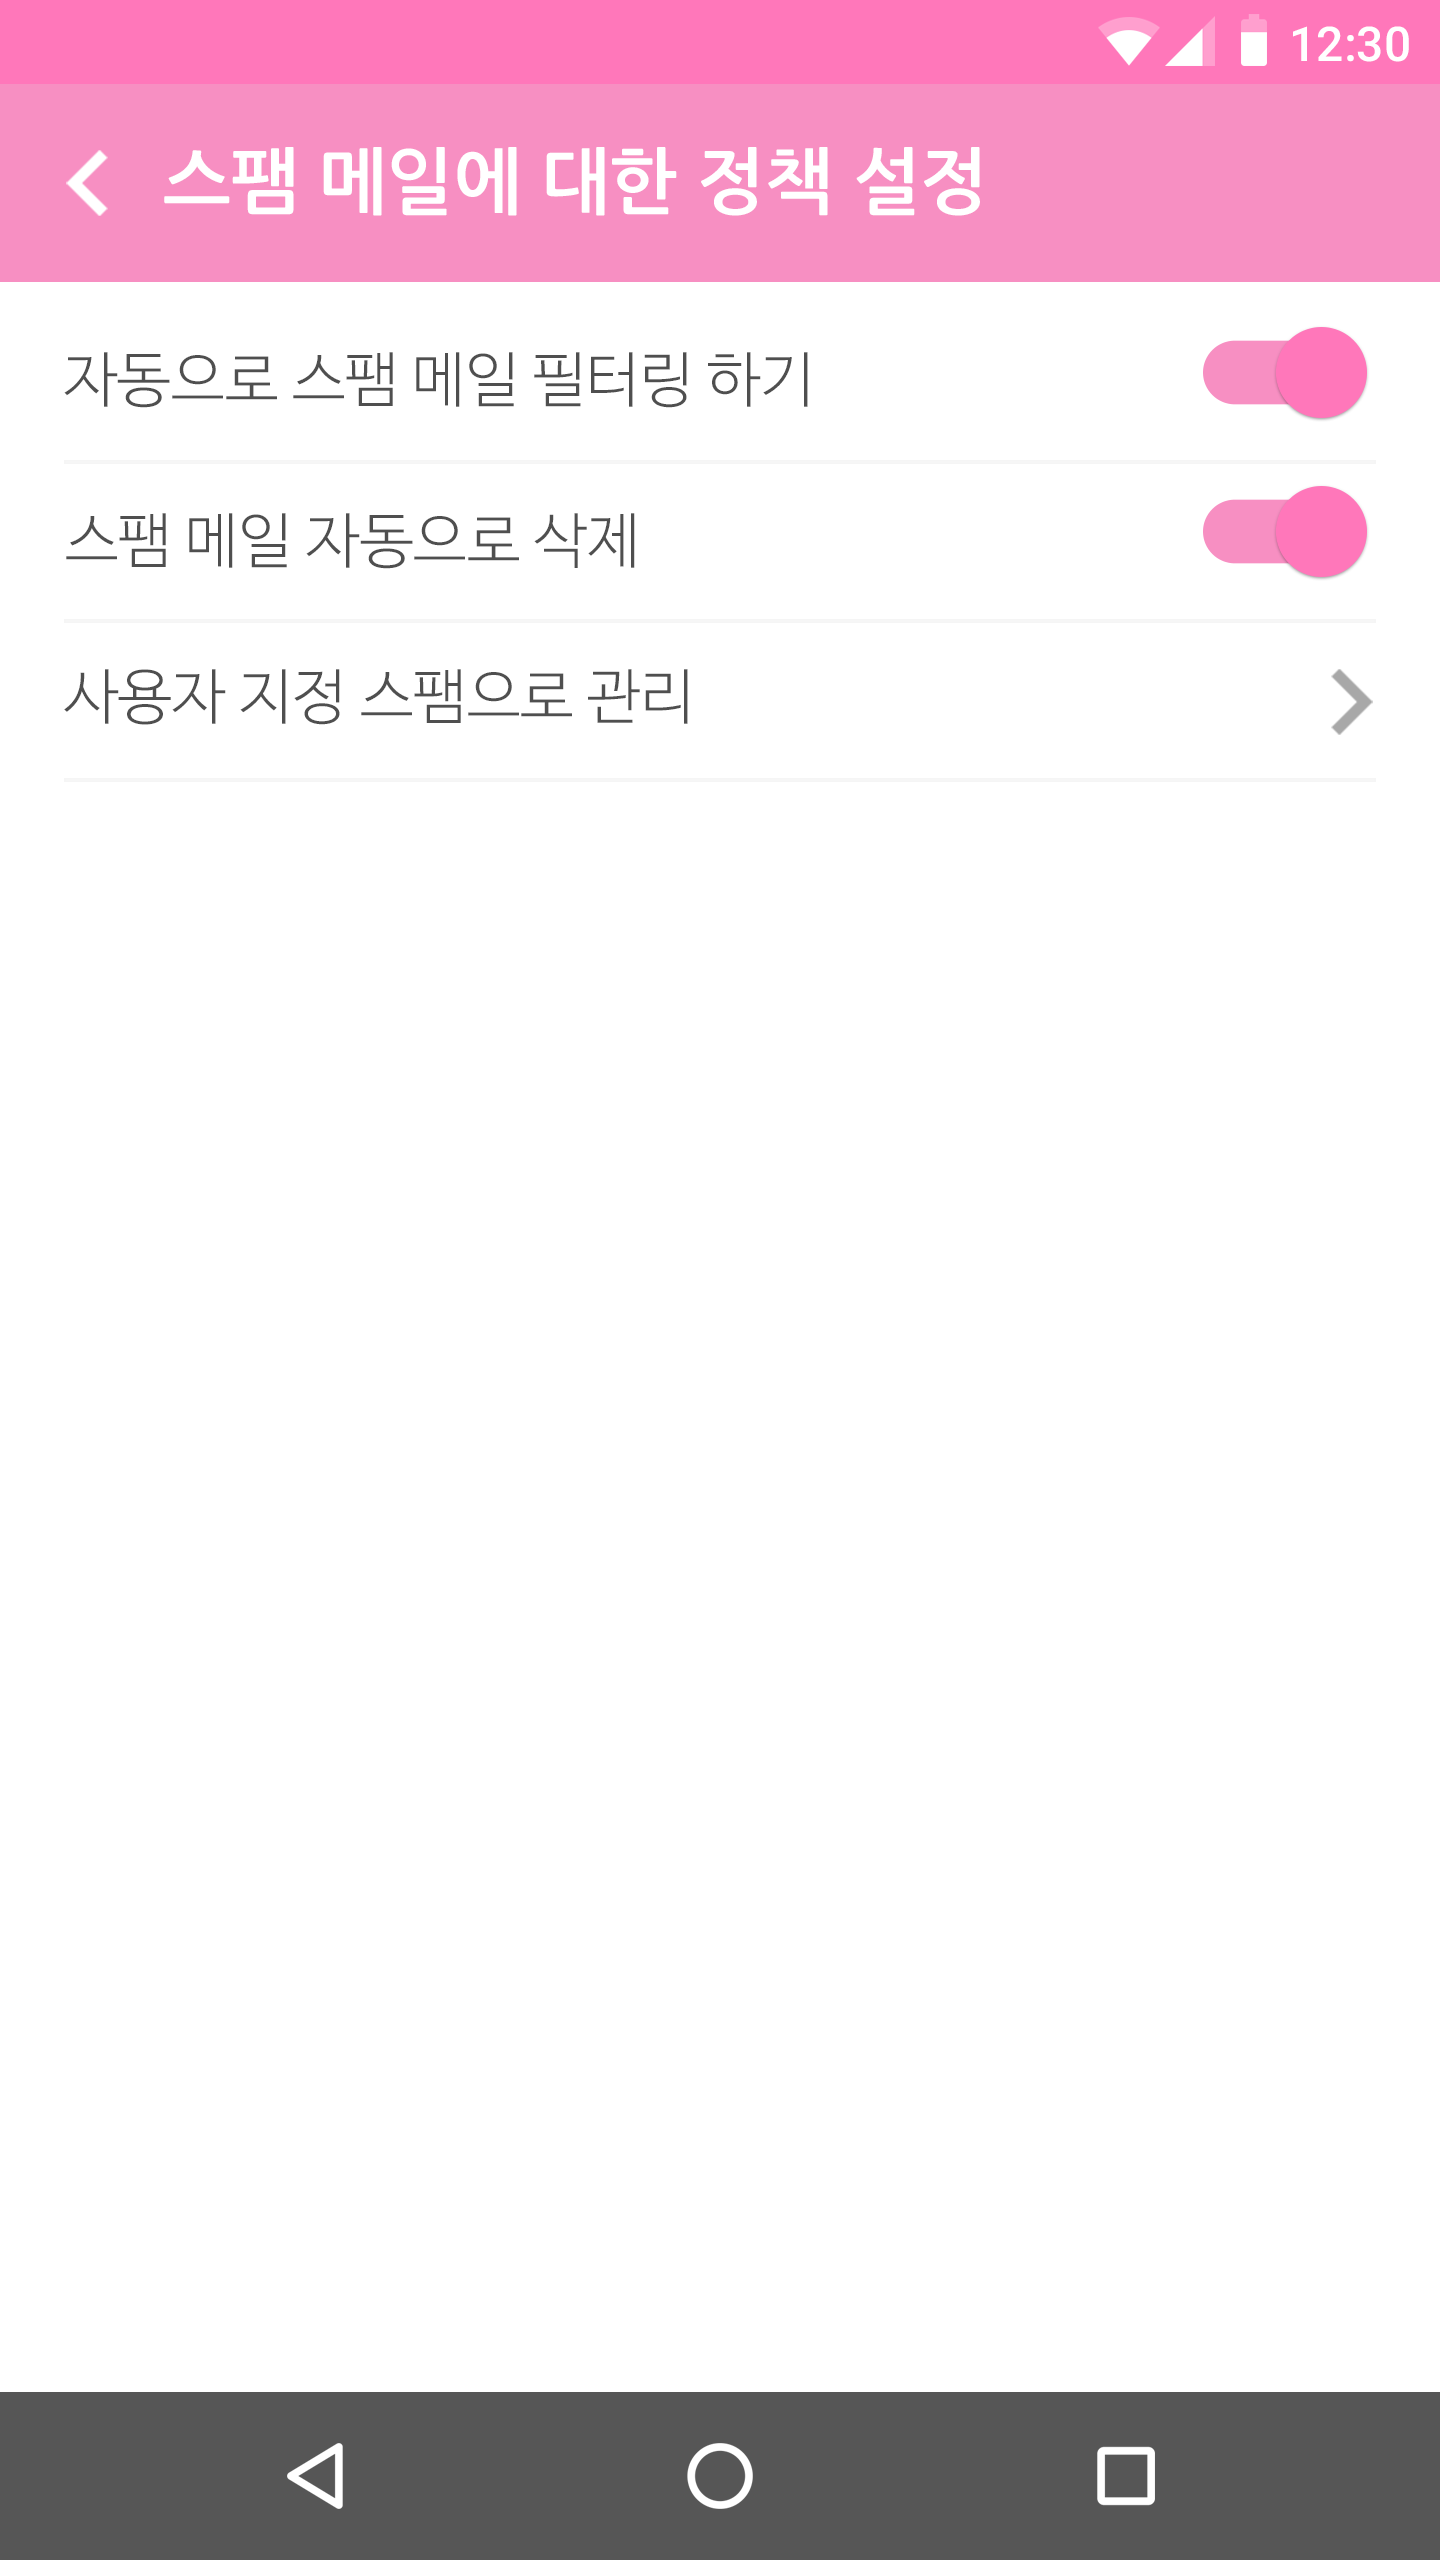 12:30
스팸 메일에 대한 정책 설정
자동으로 스팸 메일 필터링 하기
스팸 메일 자동으로 삭제
사용자 지정 스팸으로 관리